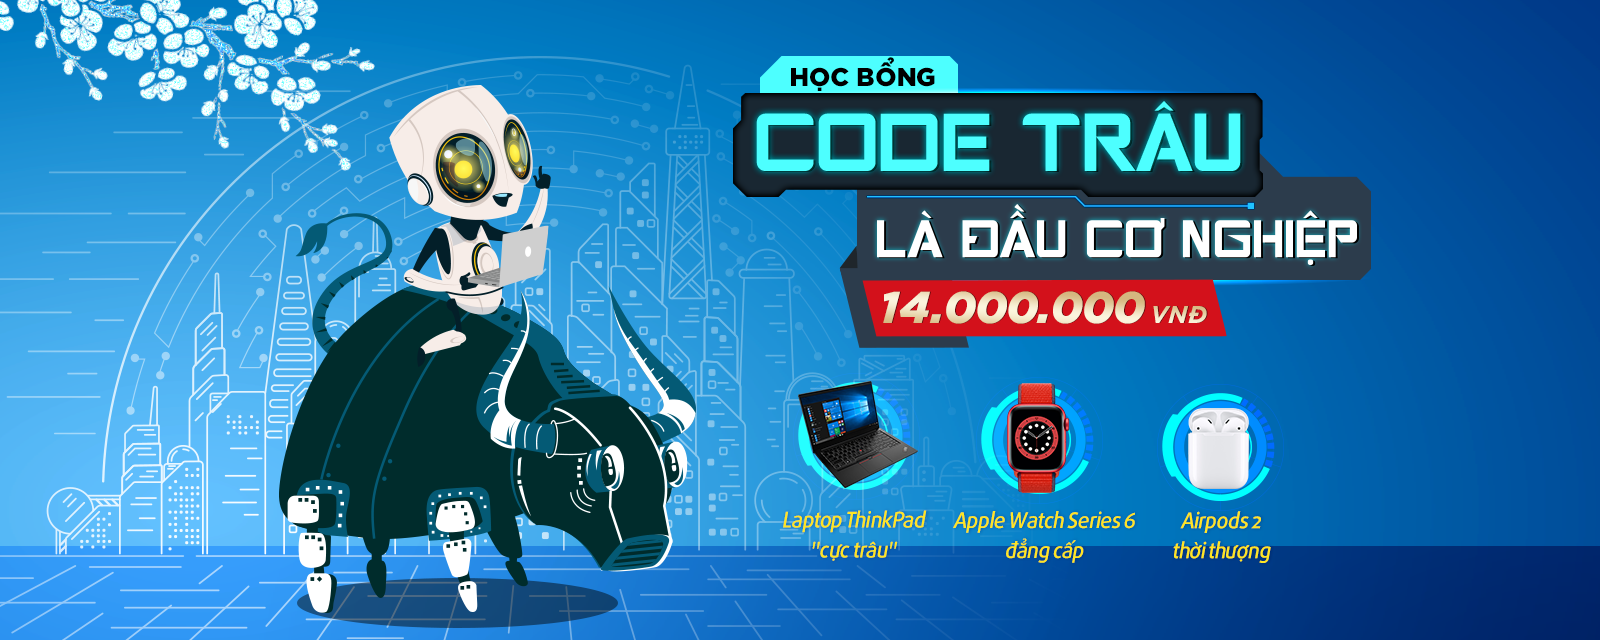 HỌC BỔNG
CODE TRÂU
LÀ ĐẦU CƠ NGHIỆP
14.000.000 VNĐ
Laptop ThinkPad
"cực trâu"
Apple Watch Series 6
đẳng cấp
Airpods 2
thời thượng